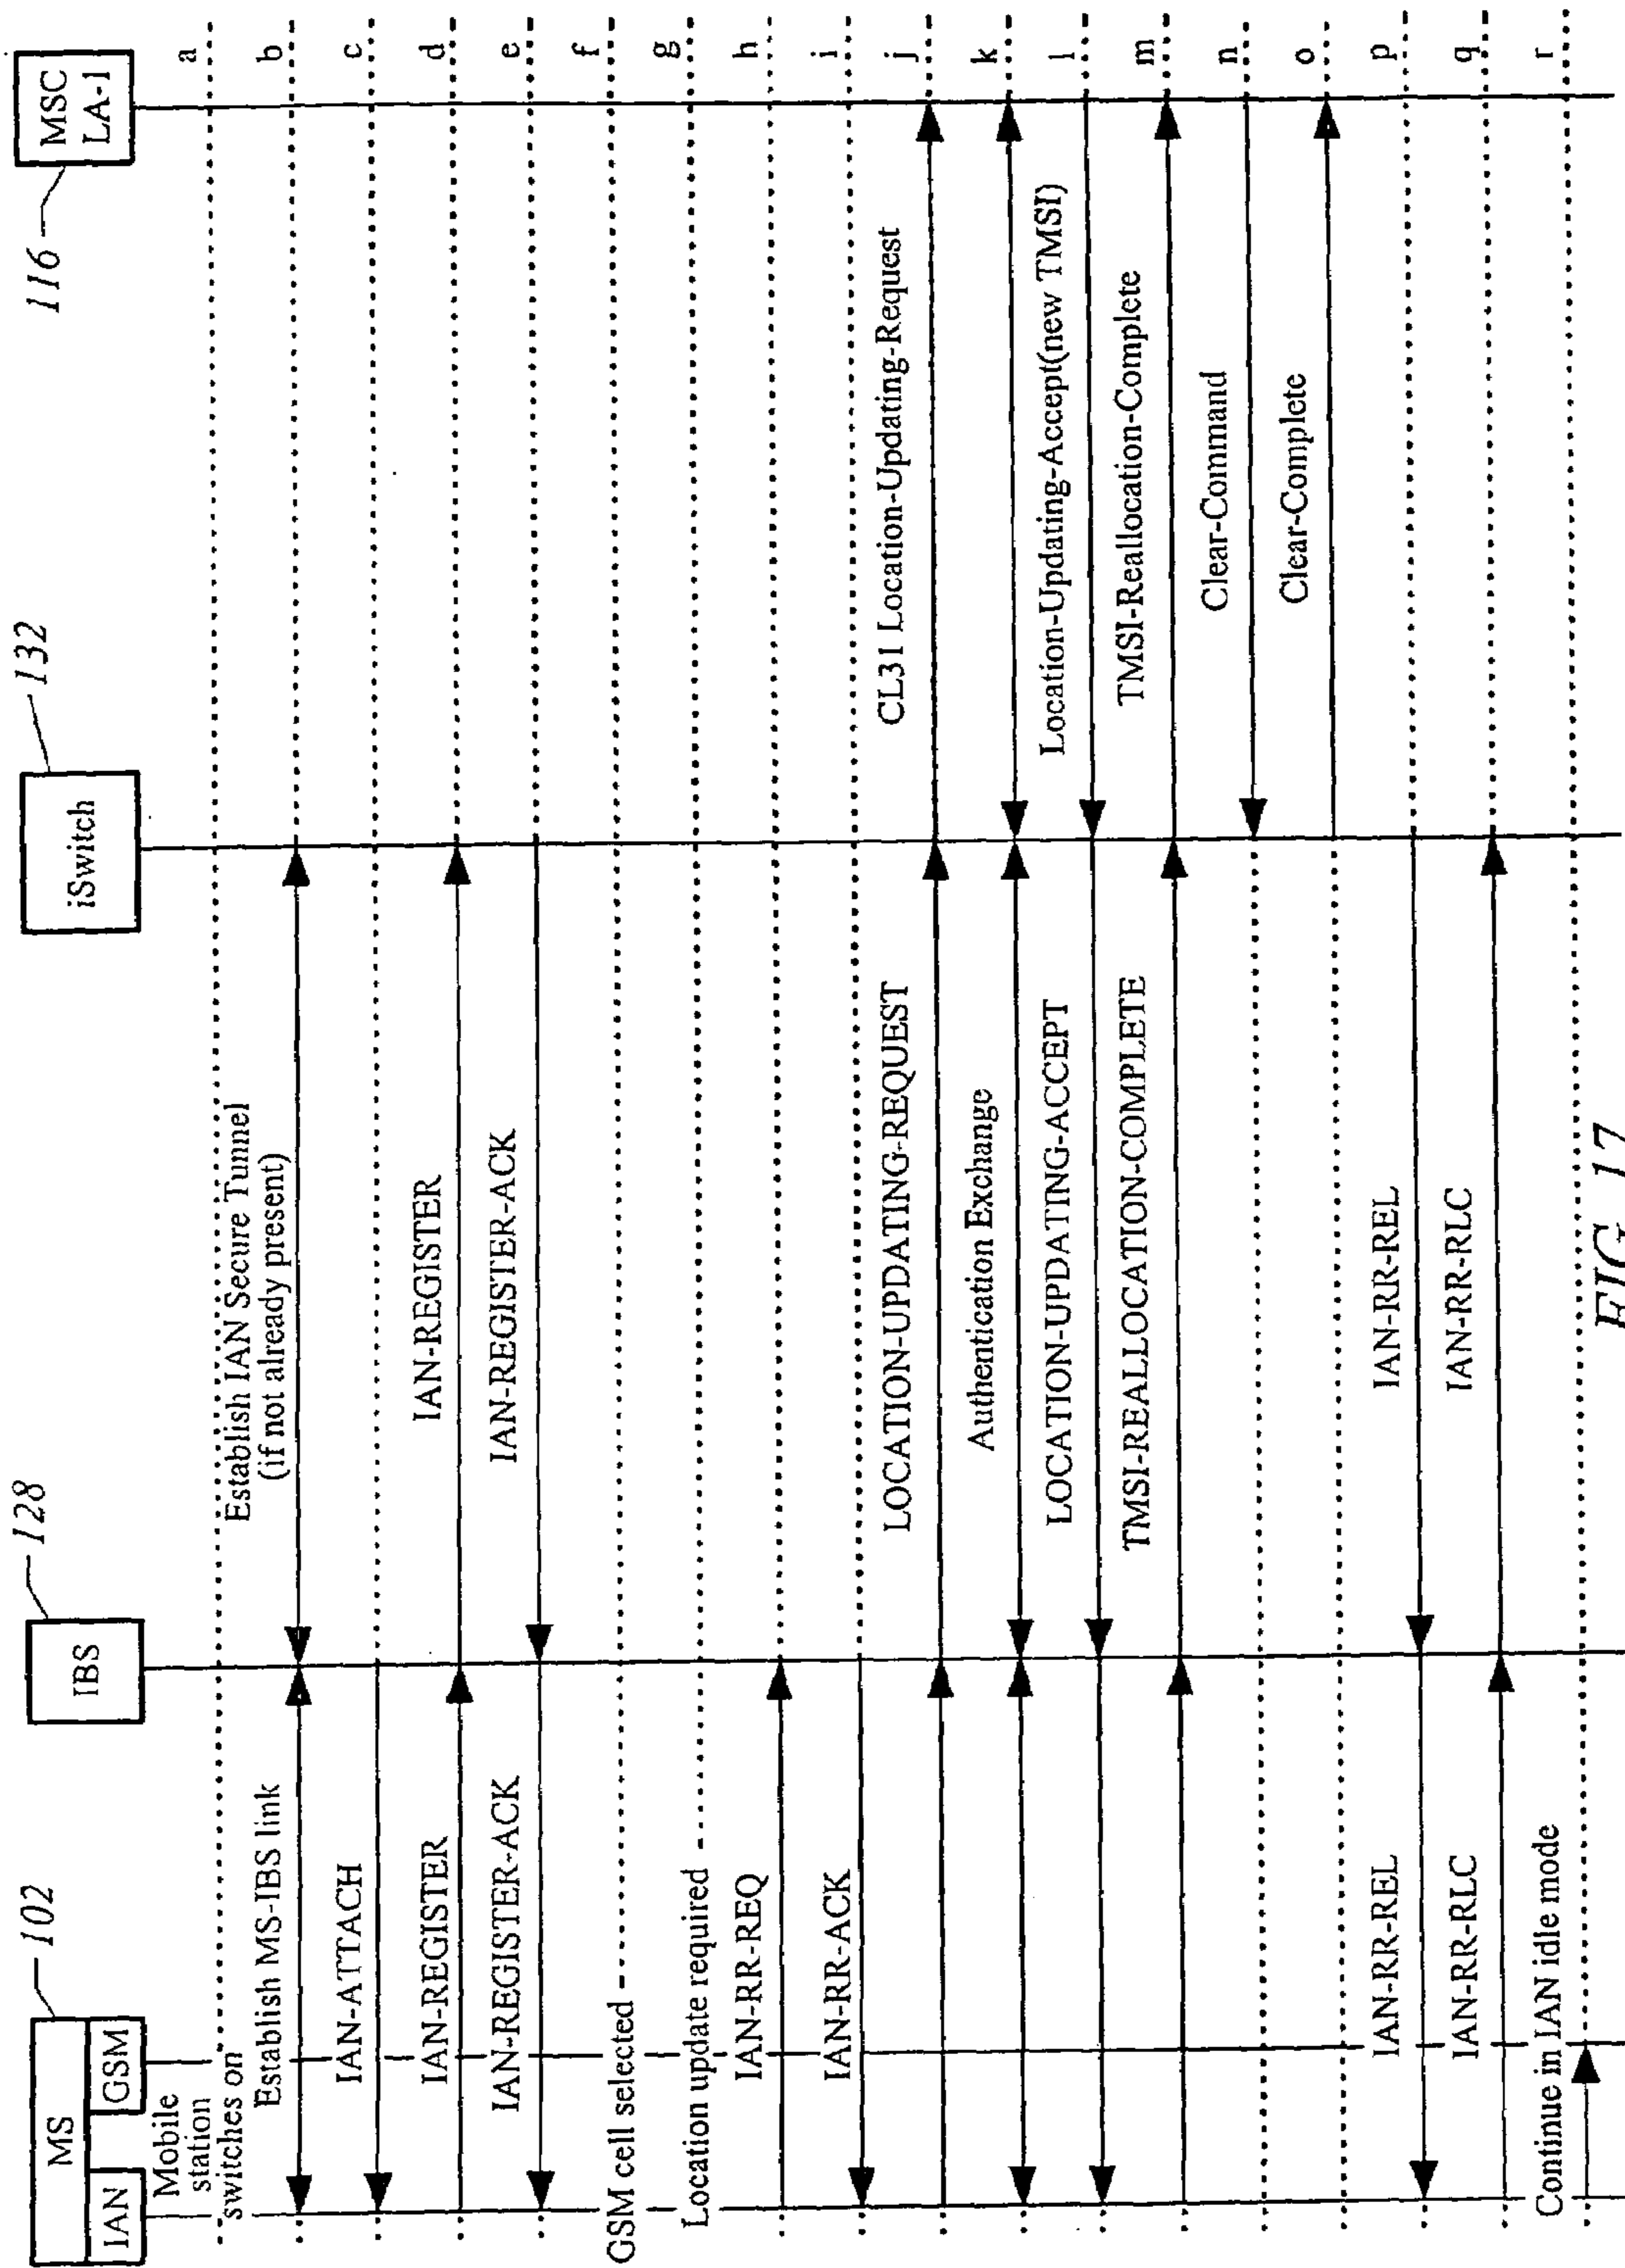 MS
102
IAN
GSM
IBS
128
iSwitch
132
MSC
LA-1
116
Mobile
station
switches on
a
Establish MS-IBS link
Establish IAN Secure Tunnel
(if not already present)
b
IAN-ATTACH
c
IAN-REGISTER
IAN-REGISTER
d
IAN-REGISTER-ACK
IAN-REGISTER-ACK
e
GSM cell selected
f
Location update required
g
IAN-RR-REQ
h
IAN-RR-ACK
i
LOCATION-UPDATING-REQUEST
CL31 Location-Updating-Request
j
Authentication Exchange
k
LOCATION-UPDATING-ACCEPT
Location-Updating-Accept(new TMSI)
l
TMSI-REALLOCATION-COMPLETE
TMSI-Reallocation-Complete
m
Clear-Command
n
Clear-Complete
o
IAN-RR-REL
IAN-RR-REL
p
IAN-RR-RLC
IAN-RR-RLC
q
Continue in IAN idle mode
r
FIG. 17